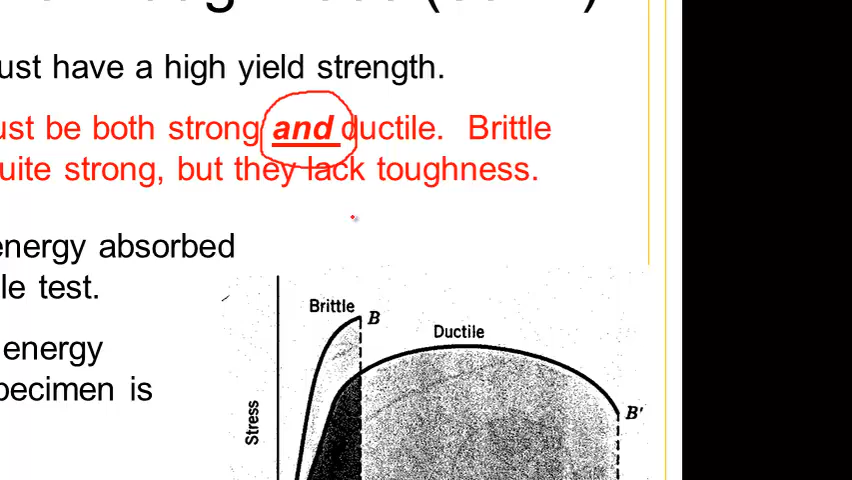 ust have a high yield strength.
ust be both strong and ductile. Brittle
uite strong, but they lack toughness.
energy absorbed
le test.
energy
pecimen is
Brittle
B
Ductile
B'
Stress